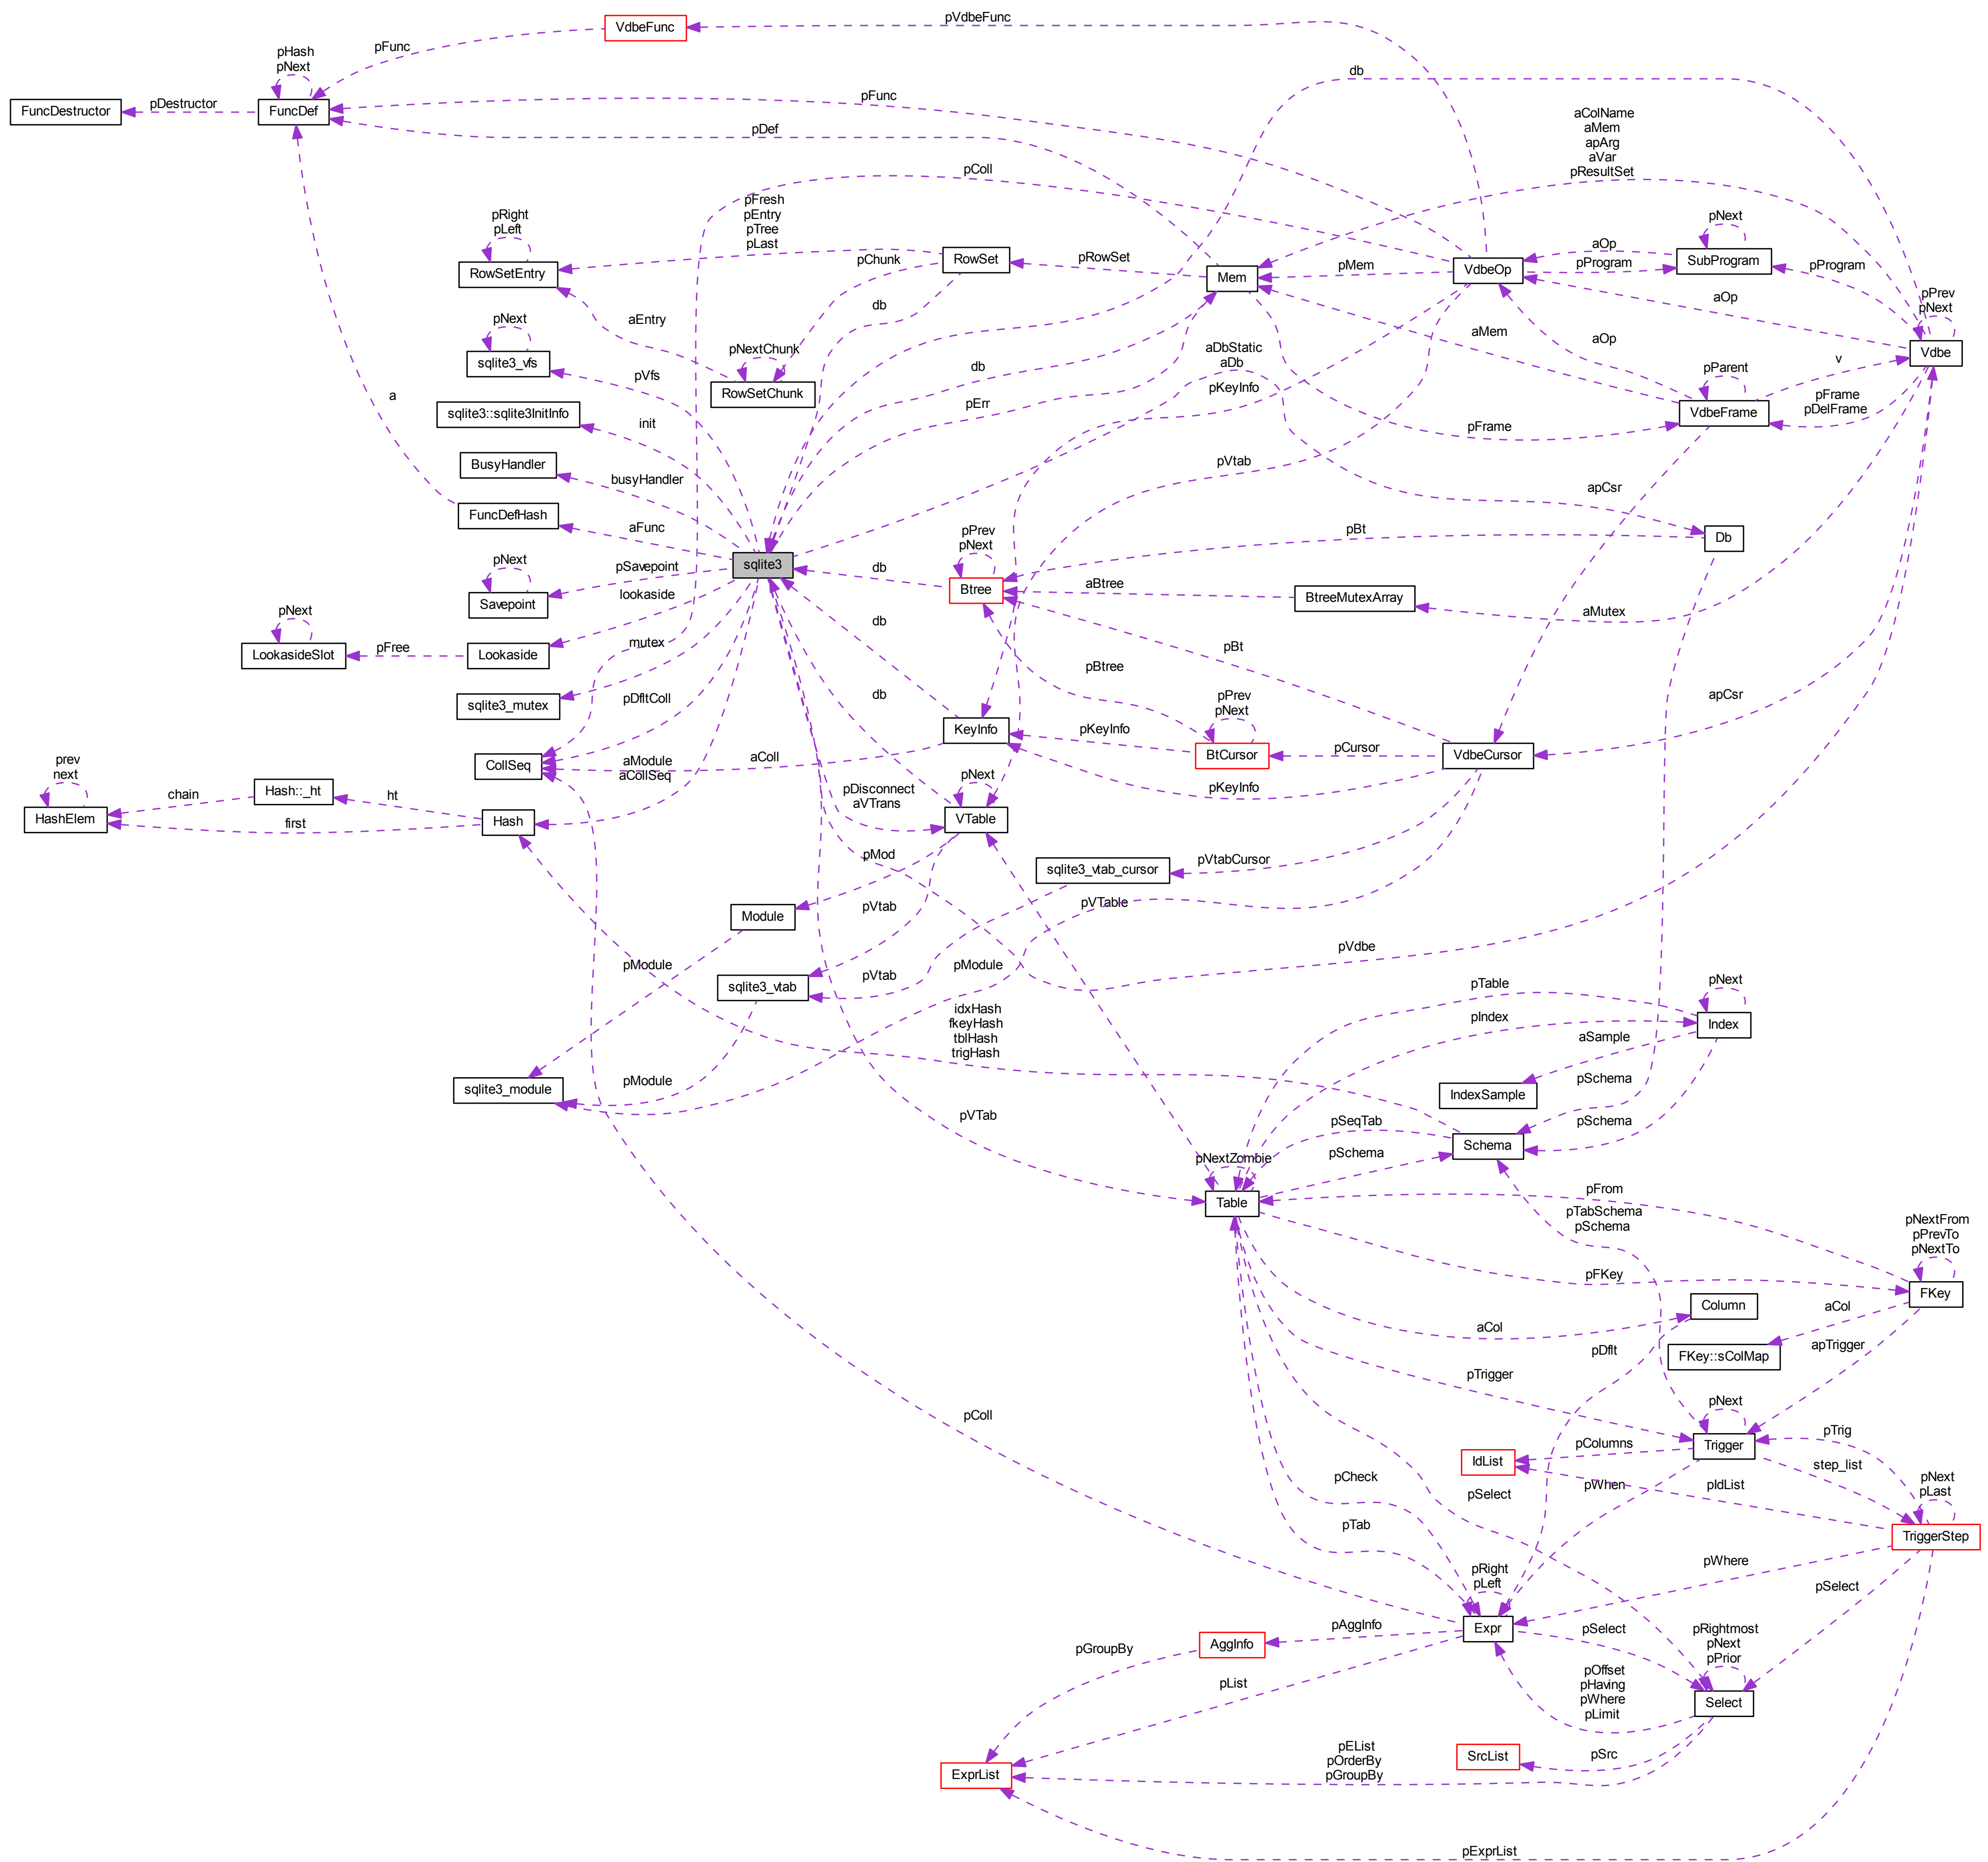 pVdbeFunc
VdbeFunc
pFunc
pHash
pNext
db
pFunc
FuncDestructor
pDestructor
FuncDef
pDef
aColName
aMem
apArg
aVar
pResultSet
pColl
pFresh
pEntry
pTree
pLast
pRight
pLeft
pNext
RowSetEntry
pChunk
RowSet
pRowSet
Mem
pMem
VdbeOp
aOp
pProgram
SubProgram
pProgram
aOp
pPrev
pNext
Vdbe
db
aEntry
pNext
sqlite3_vfs
pVfs
pNextChunk
RowSetChunk
db
aDbStatic
aDb
aMem
aOp
pParent
v
pKeyInfo
pErr
VdbeFrame
pFrame
pDelFrame
a
sqlite3::sqlite3InitInfo
init
pFrame
BusyHandler
busyHandler
pVtab
apCsr
FuncDefHash
aFunc
pBt
Db
pPrev
pNext
sqlite3
db
Btree
aBtree
BtreeMutexArray
aMutex
pNext
Savepoint
pSavepoint
lookaside
pNext
LookasideSlot
pFree
Lookaside
db
mutex
pBt
pBtree
sqlite3_mutex
pDfltColl
db
pPrev
pNext
apCsr
KeyInfo
pKeyInfo
BtCursor
pCursor
VdbeCursor
CollSeq
aModule
aCollSeq
aColl
pKeyInfo
prev
next
HashElem
chain
Hash::_ht
ht
first
Hash
pDisconnect
aVTrans
pNext
VTable
pMod
sqlite3_vtab_cursor
pVtabCursor
Module
pVtab
pVTable
pVdbe
pModule
sqlite3_vtab
pVtab
pModule
idxHash
fkeyHash
tblHash
trigHash
pTable
pNext
Index
pIndex
aSample
sqlite3_module
pModule
IndexSample
pSchema
pVTab
pSeqTab
Schema
pSchema
pSchema
pNextZombie
Table
pFrom
pTabSchema
pSchema
pNextFrom
pPrevTo
pNextTo
FKey
pFKey
Column
aCol
aCol
FKey::sColMap
pDflt
apTrigger
pTrigger
pNext
Trigger
pTrig
pColl
IdList
pColumns
step_list
pCheck
pWhen
pIdList
pNext
pLast
TriggerStep
pSelect
pTab
pWhere
pRight
pLeft
pSelect
Expr
pAggInfo
AggInfo
pGroupBy
pSelect
pRightmost
pNext
pPrior
pList
pOffset
pHaving
pWhere
pLimit
Select
ExprList
pEList
pOrderBy
pGroupBy
SrcList
pSrc
pExprList